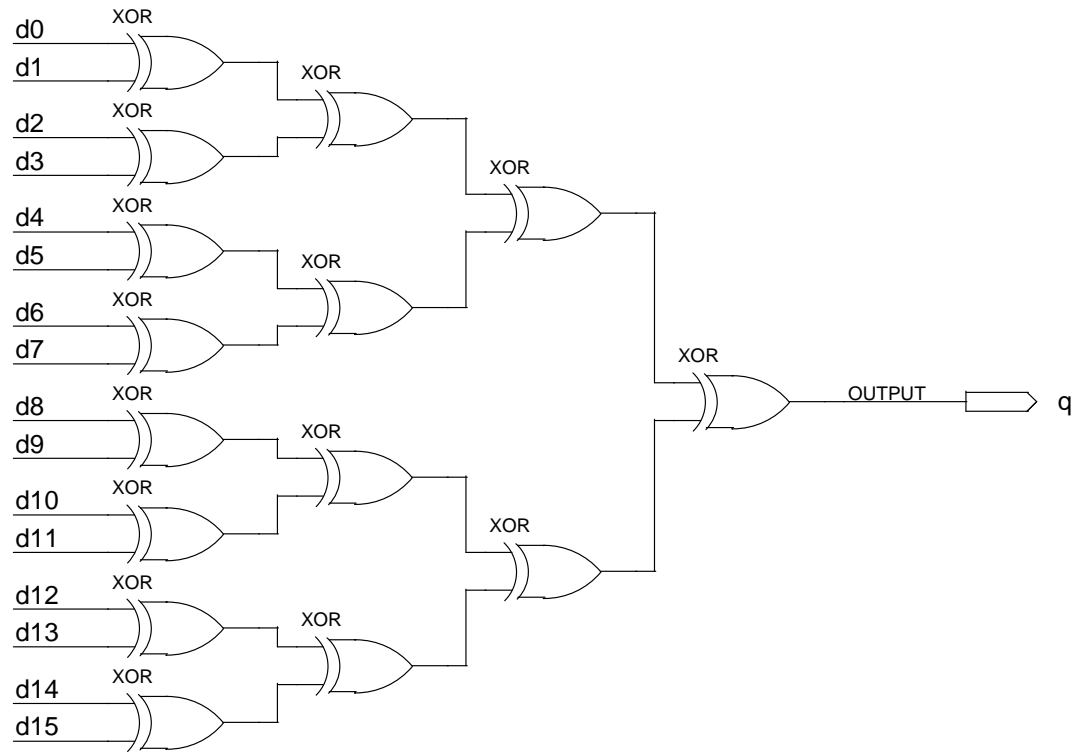 XOR
d0
d1
XOR
XOR
d2
d3
XOR
XOR
d4
d5
XOR
XOR
d6
d7
XOR
OUTPUT
q
XOR
d8
d9
XOR
XOR
d10
d11
XOR
XOR
d12
d13
XOR
XOR
d14
d15